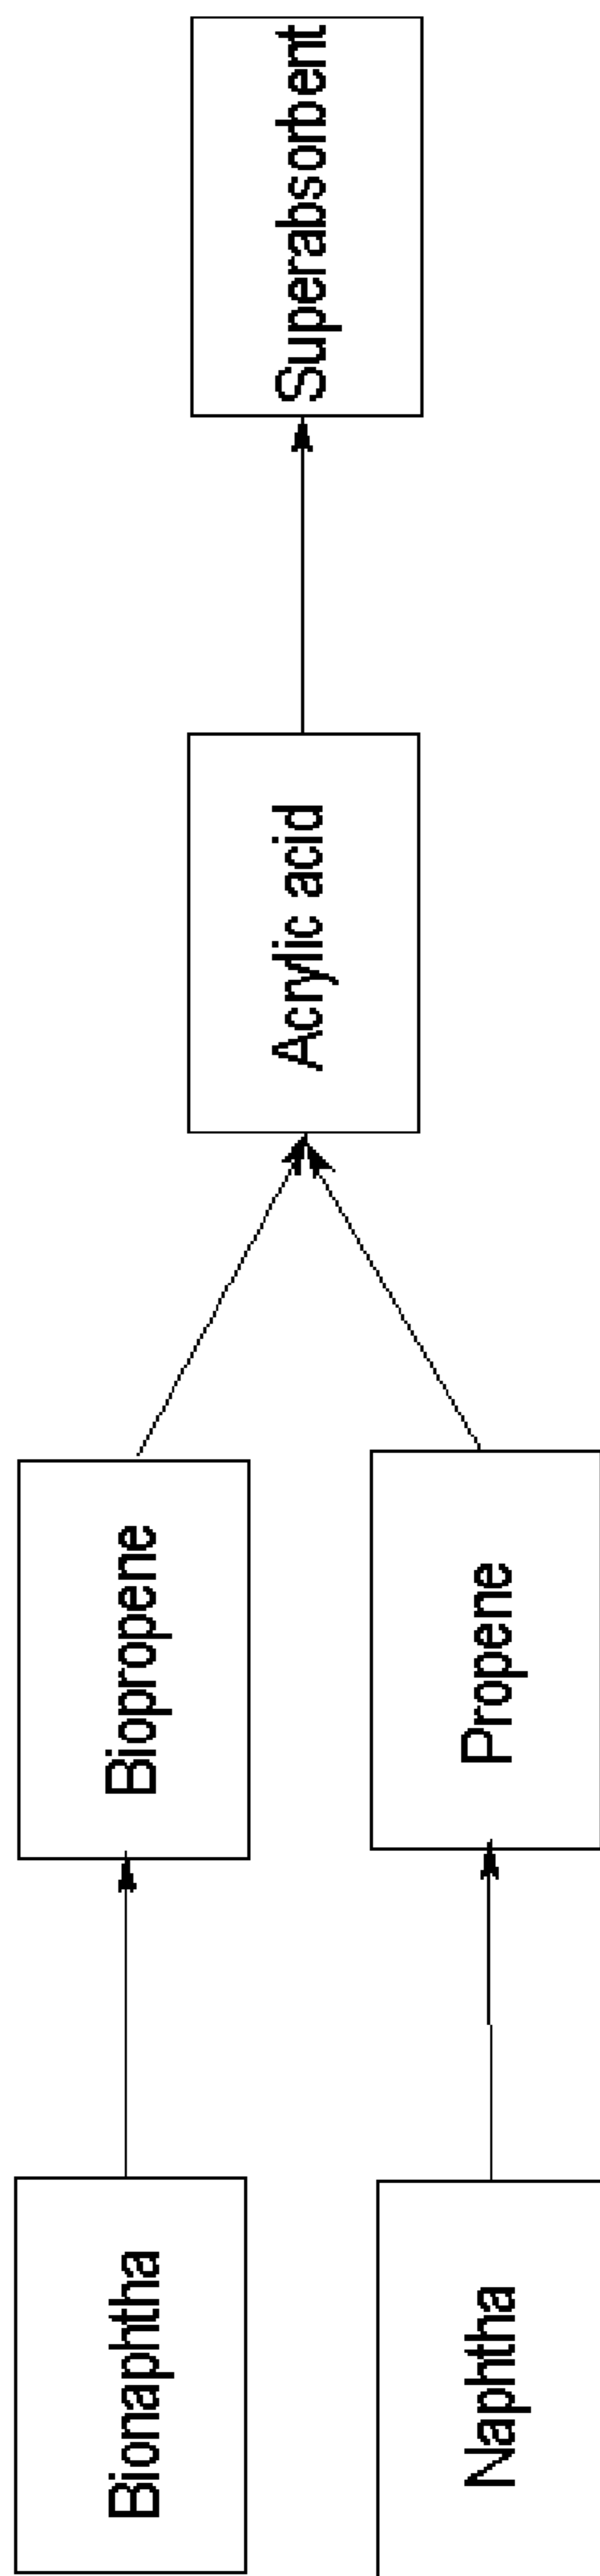 Bionaphtha
Naphtha
Biopropene
Propene
Acrylic acid
Superabsorbent